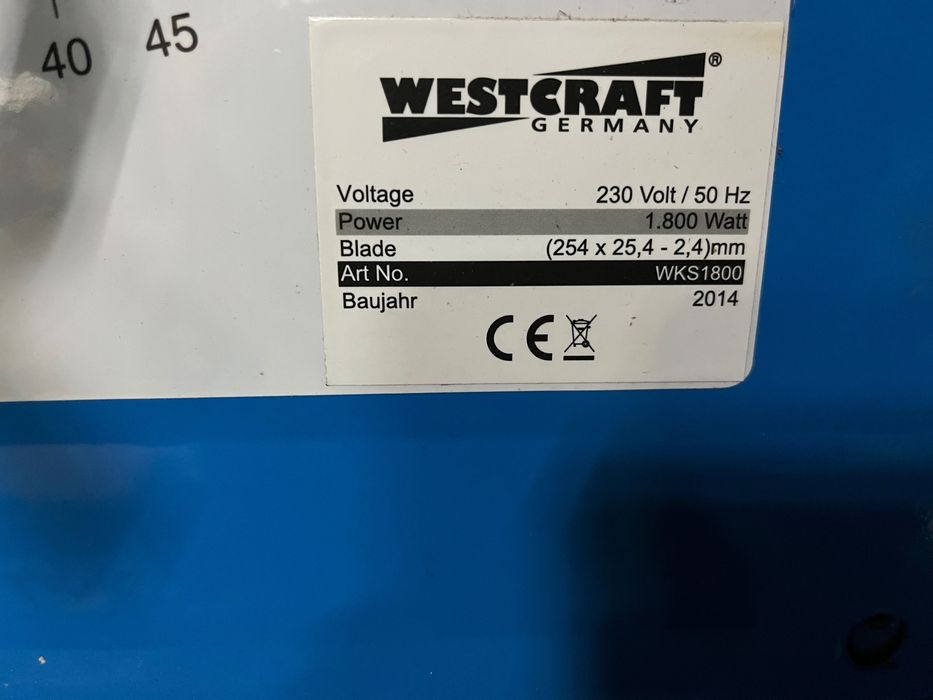 40 45
WESTCRAFT®
GERMANY
Voltage 230 Volt / 50 Hz
Power 1.800 Watt
Blade (254 x 25,4 - 2,4)mm
Art No. WKS1800
Baujahr 2014
CE